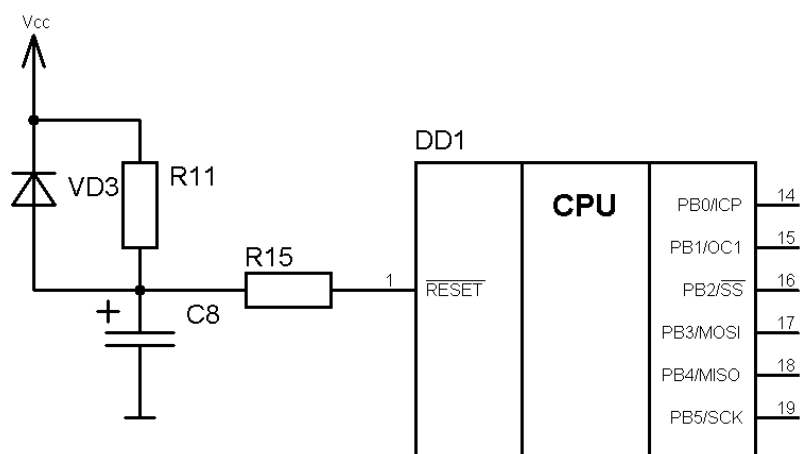 Vcc
DD1
VD3
R11
CPU
PB0/ICP 14
R15
PB1/OC1 15
1
RESET
PB2/SS 16
+
C8
PB3/MOSI 17
PB4/MISO 18
PB5/SCK 19